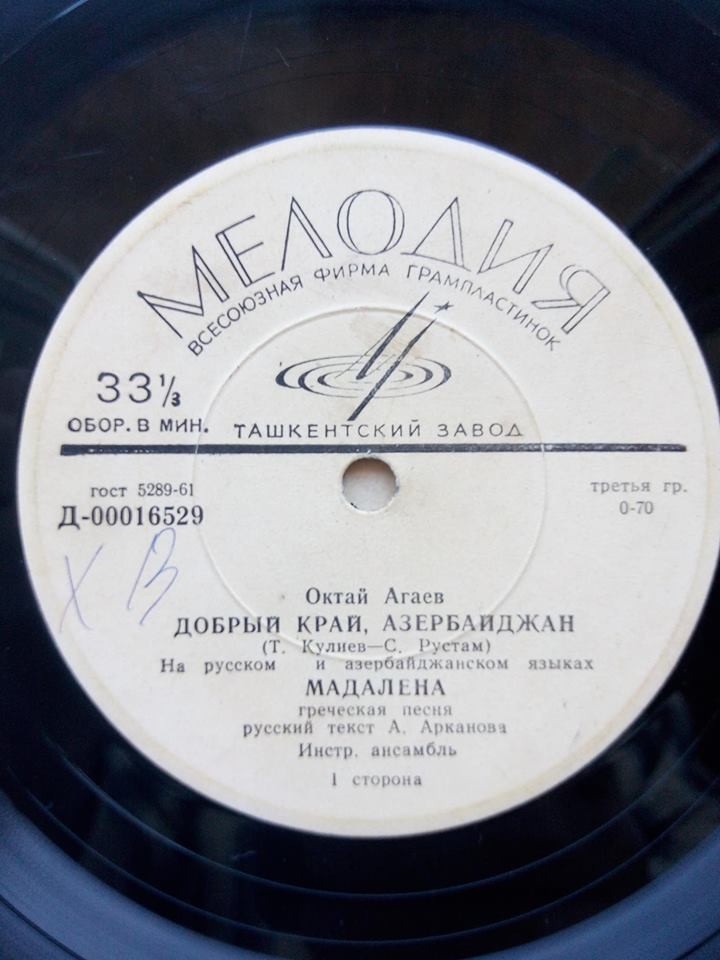 МЕЛОДИЯ
ВСЕСОЮЗНАЯ ФИРМА ГРАМПЛАСТИНОК
33⅓
ОБОР. В МИН.
ТАШКЕНТСКИЙ ЗАВОД
гост 5289-61
Д-00016529
третья гр.
0-70
Х В
Октай Агаев
ДОБРЫЙ КРАЙ, АЗЕРБАЙДЖАН
(Т. Кулиев—С. Рустам)
На русском и азербайджанском языках
МАДАЛЕНА
греческая песня
русский текст А. Арканова
Инстр. ансамбль
1 сторона